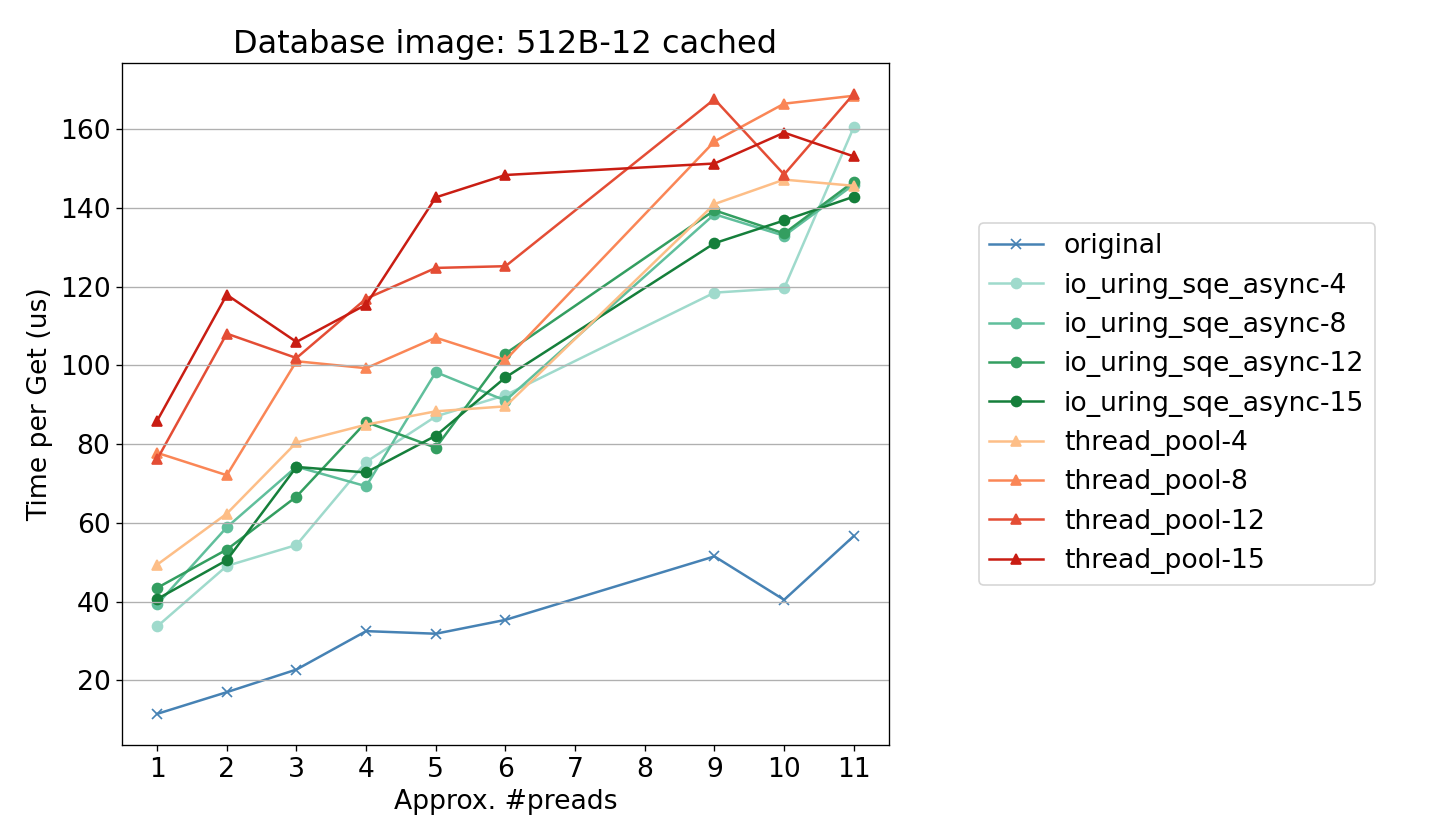 Database image: 512B-12 cached
Time per Get (us)
160
140
120
100
80
60
40
20
1 2 3 4 5 6 7 8 9 10 11
Approx. #preads
original
io_uring_sqe_async-4
io_uring_sqe_async-8
io_uring_sqe_async-12
io_uring_sqe_async-15
thread_pool-4
thread_pool-8
thread_pool-12
thread_pool-15